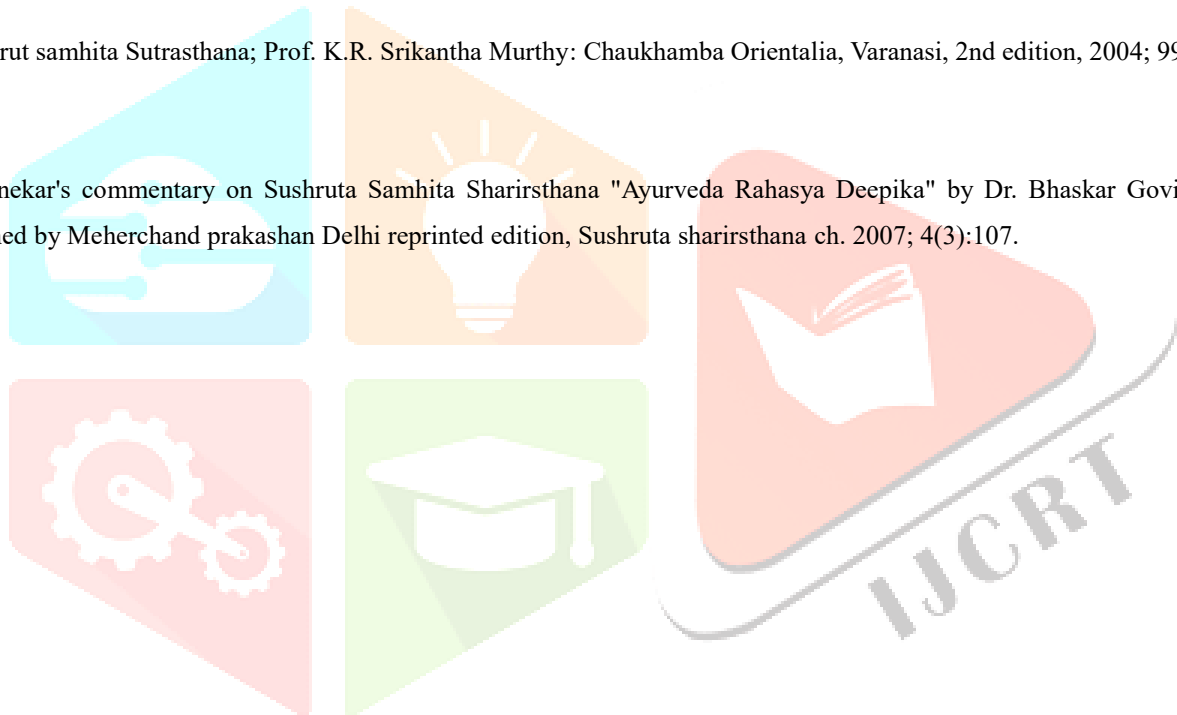 rut samhita Sutrasthana; Prof. K.R. Srikantha Murthy: Chaukhamba Orientalia, Varanasi, 2nd edition, 2004; 99
nekar's commentary on Sushruta Samhita Sharirsthana "Ayurveda Rahasya Deepika" by Dr. Bhaskar Govi
ed by Meherchand prakashan Delhi reprinted edition, Sushruta sharirsthana ch. 2007; 4(3):107.
IJCRT